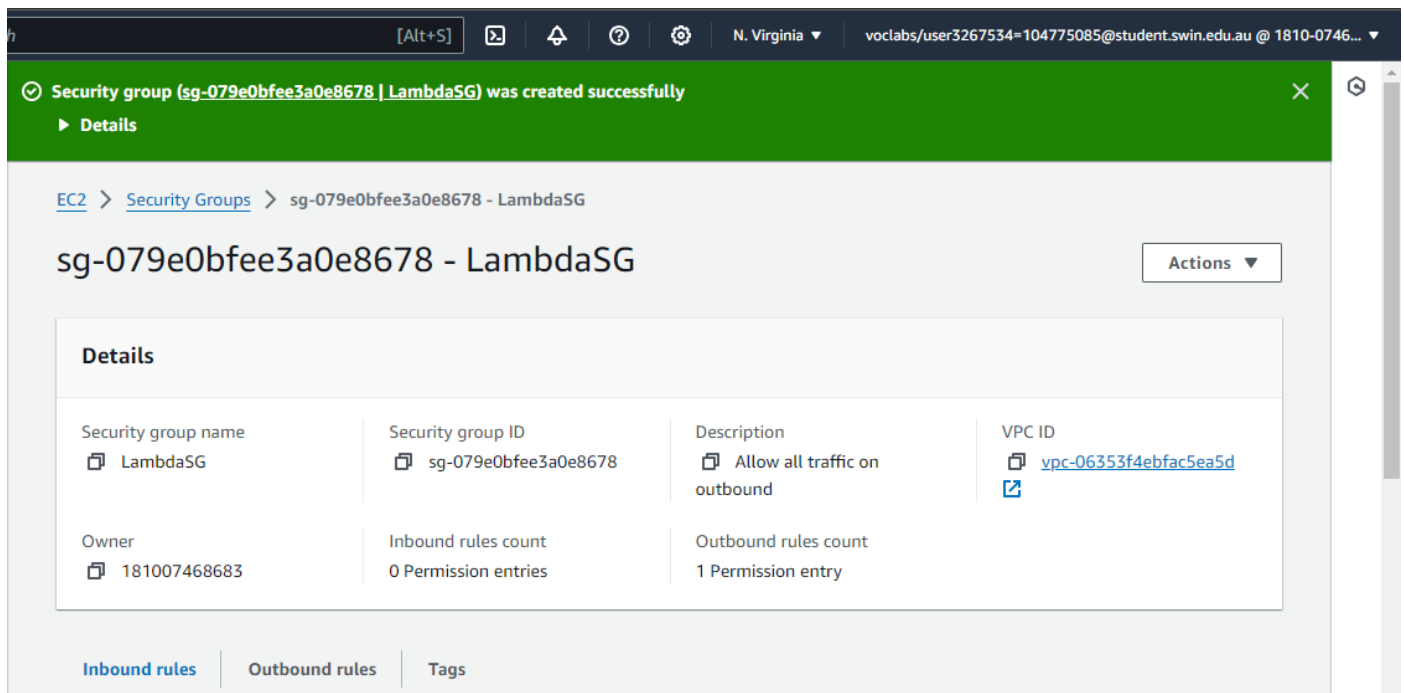 h [Alt+S] N. Virginia ▼ voclabs/user3267534=104775085@student.swin.edu.au @ 1810-0746... ▼
Security group (sg-079e0bfee3a0e8678 | LambdaSG) was created successfully
▶ Details
EC2 > Security Groups > sg-079e0bfee3a0e8678 - LambdaSG
sg-079e0bfee3a0e8678 - LambdaSG
Actions ▼
Details
Security group name
LambdaSG
Security group ID
sg-079e0bfee3a0e8678
Description
Allow all traffic on
outbound
VPC ID
vpc-06353f4ebfac5ea5d
Owner
181007468683
Inbound rules count
0 Permission entries
Outbound rules count
1 Permission entry
Inbound rules
Outbound rules
Tags